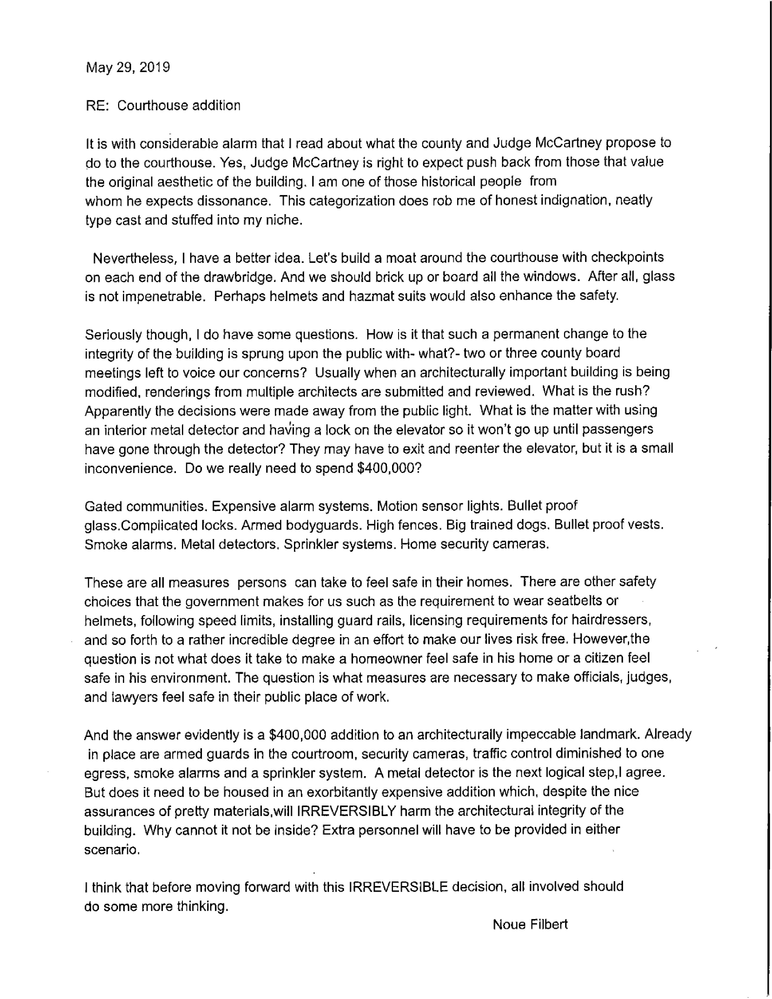 May 29, 2019
RE: Courthouse addition
It is with considerable alarm that I read about what the county and Judge McCartney propose to
do to the courthouse. Yes, Judge McCartney is right to expect push back from those that value
the original aesthetic of the building. I am one of those historical people from
whom he expects dissonance. This categorization does rob me of honest indignation, neatly
type cast and stuffed into my niche.
Nevertheless, I have a better idea. Let's build a moat around the courthouse with checkpoints
on each end of the drawbridge. And we should brick up or board all the windows. After all, glass
is not impenetrable. Perhaps helmets and hazmat suits would also enhance the safety.
Seriously though, I do have some questions. How is it that such a permanent change to the
integrity of the building is sprung upon the public with- what?- two or three county board
meetings left to voice our concerns? Usually when an architecturally important building is being
modified, renderings from multiple architects are submitted and reviewed. What is the rush?
Apparently the decisions were made away from the public light. What is the matter with using
an interior metal detector and having a lock on the elevator so it won't go up until passengers
have gone through the detector? They may have to exit and reenter the elevator, but it is a small
inconvenience. Do we really need to spend $400,000?
Gated communities. Expensive alarm systems. Motion sensor lights. Bullet proof
glass.Complicated locks. Armed bodyguards. High fences. Big trained dogs. Bullet proof vests.
Smoke alarms. Metal detectors. Sprinkler systems. Home security cameras.
These are all measures persons can take to feel safe in their homes. There are other safety
choices that the government makes for us such as the requirement to wear seatbelts or
helmets, following speed limits, installing guard rails, licensing requirements for hairdressers,
and so forth to a rather incredible degree in an effort to make our lives risk free. However,the
question is not what does it take to make a homeowner feel safe in his home or a citizen feel
safe in his environment. The question is what measures are necessary to make officials, judges,
and lawyers feel safe in their public place of work.
And the answer evidently is a $400,000 addition to an architecturally impeccable landmark. Already
in place are armed guards in the courtroom, security cameras, traffic control diminished to one
egress, smoke alarms and a sprinkler system. A metal detector is the next logical step,I agree.
But does it need to be housed in an exorbitantly expensive addition which, despite the nice
assurances of pretty materials,will IRREVERSIBLY harm the architectural integrity of the
building. Why cannot it not be inside? Extra personnel will have to be provided in either
scenario.
I think that before moving forward with this IRREVERSIBLE decision, all involved should
do some more thinking.
Noue Filbert